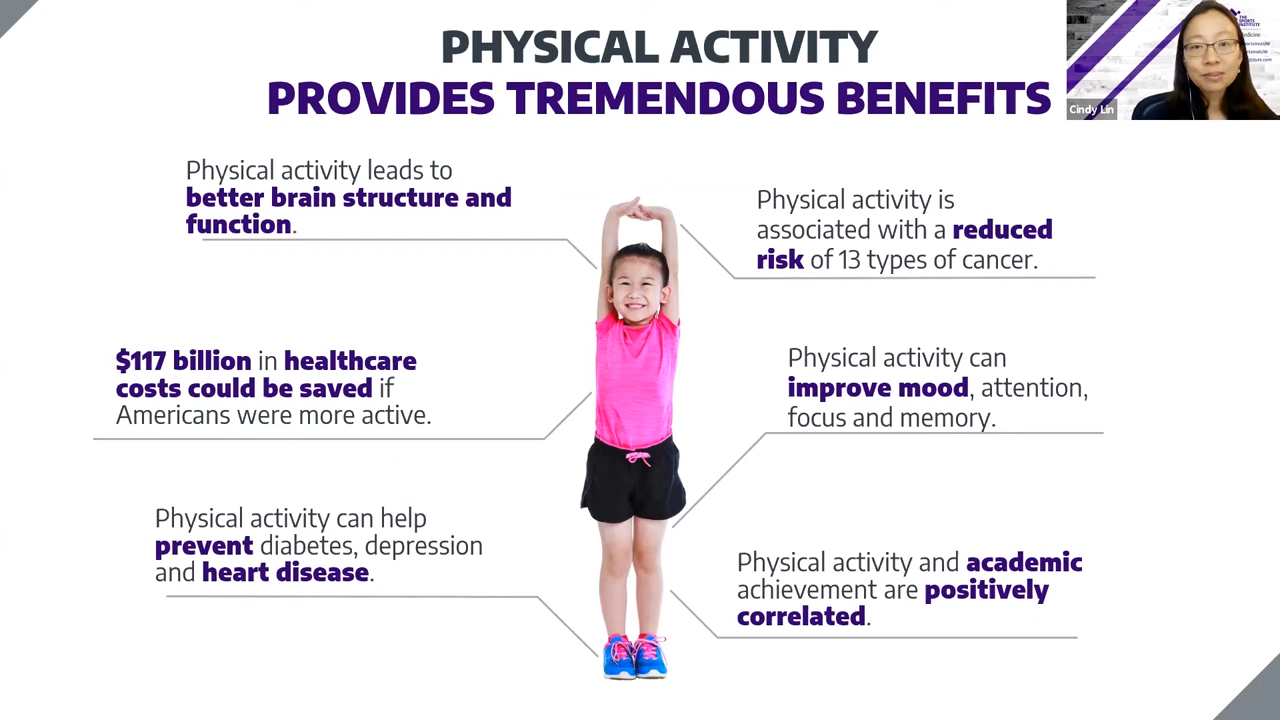 PHYSICAL ACTIVITY
PROVIDES TREMENDOUS BENEFITS
Physical activity leads to
better brain structure and
function.
$117 billion in healthcare
costs could be saved if
Americans were more active.
Physical activity can help
prevent diabetes, depression
and heart disease.
Physical activity is
associated with a reduced
risk of 13 types of cancer.
Physical activity can
improve mood, attention,
focus and memory.
Physical activity and academic
achievement are positively
correlated.
THE
SPORTS
INSTITUTE
Cindy Lin